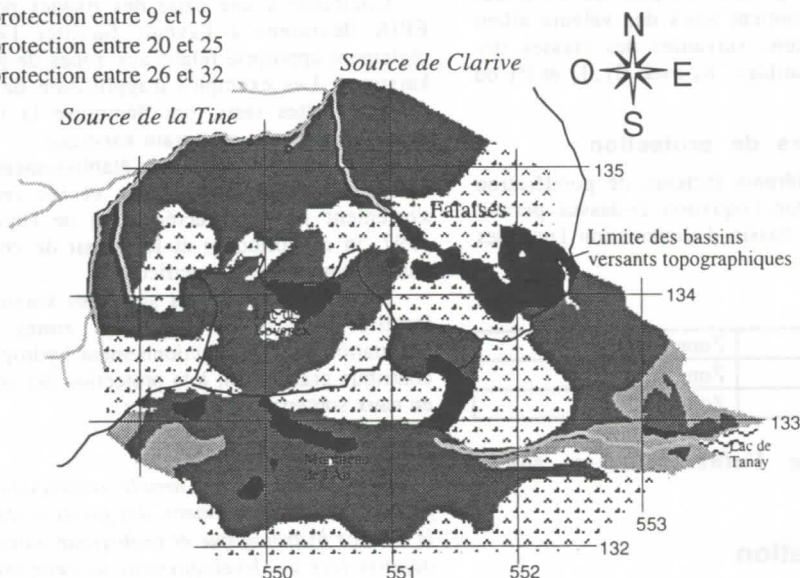 protection entre 9 et 19
protection entre 20 et 25
protection entre 26 et 32
N
O
E
S
Source de Clarive
Source de la Tine
135
Falaises
Limite des bassins
versants topographiques
134
133
Lac de
Tanay
553
132
550
551
552